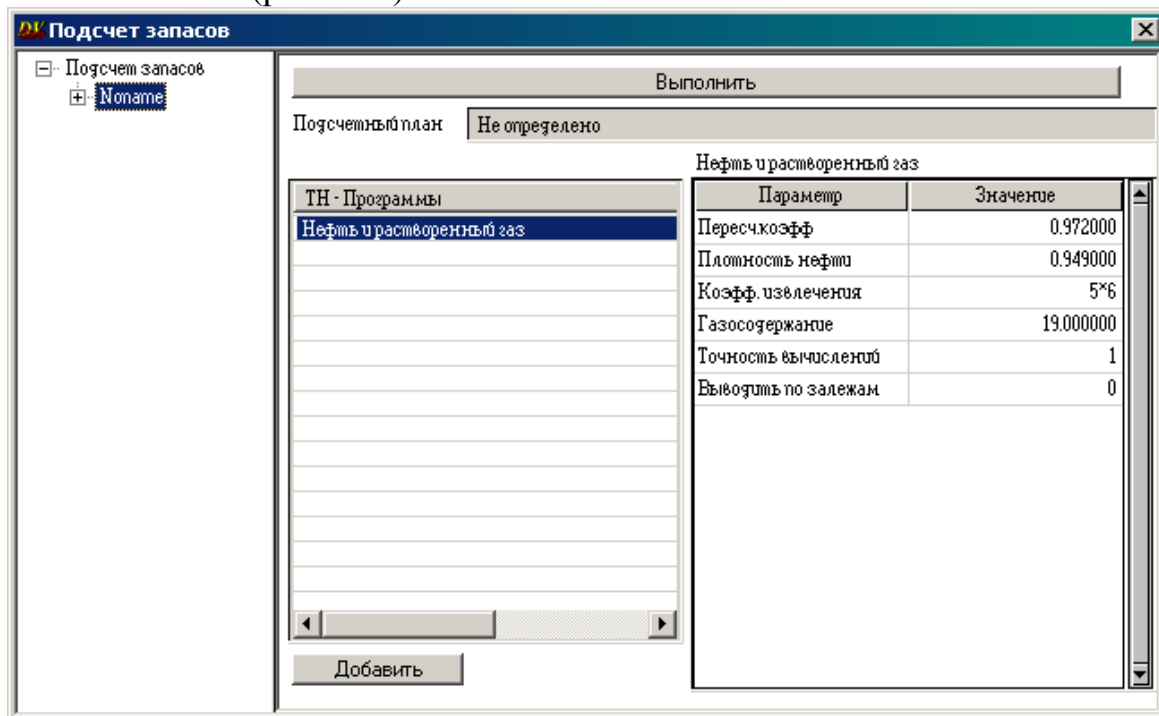 DK Подсчет запасов
Подсчет запасов
Noname
Выполнить
Подсчетный план Не определено
Нефть и растворенный газ
ТН - Программы
Нефть и растворенный газ
Параметр Значение
Пересч.коэфф 0.972000
Плотность нефти 0.949000
Коэфф. извлечения 5*6
Газосодержание 19.000000
Точность вычислений 1
Выводить по залежам 0
Добавить